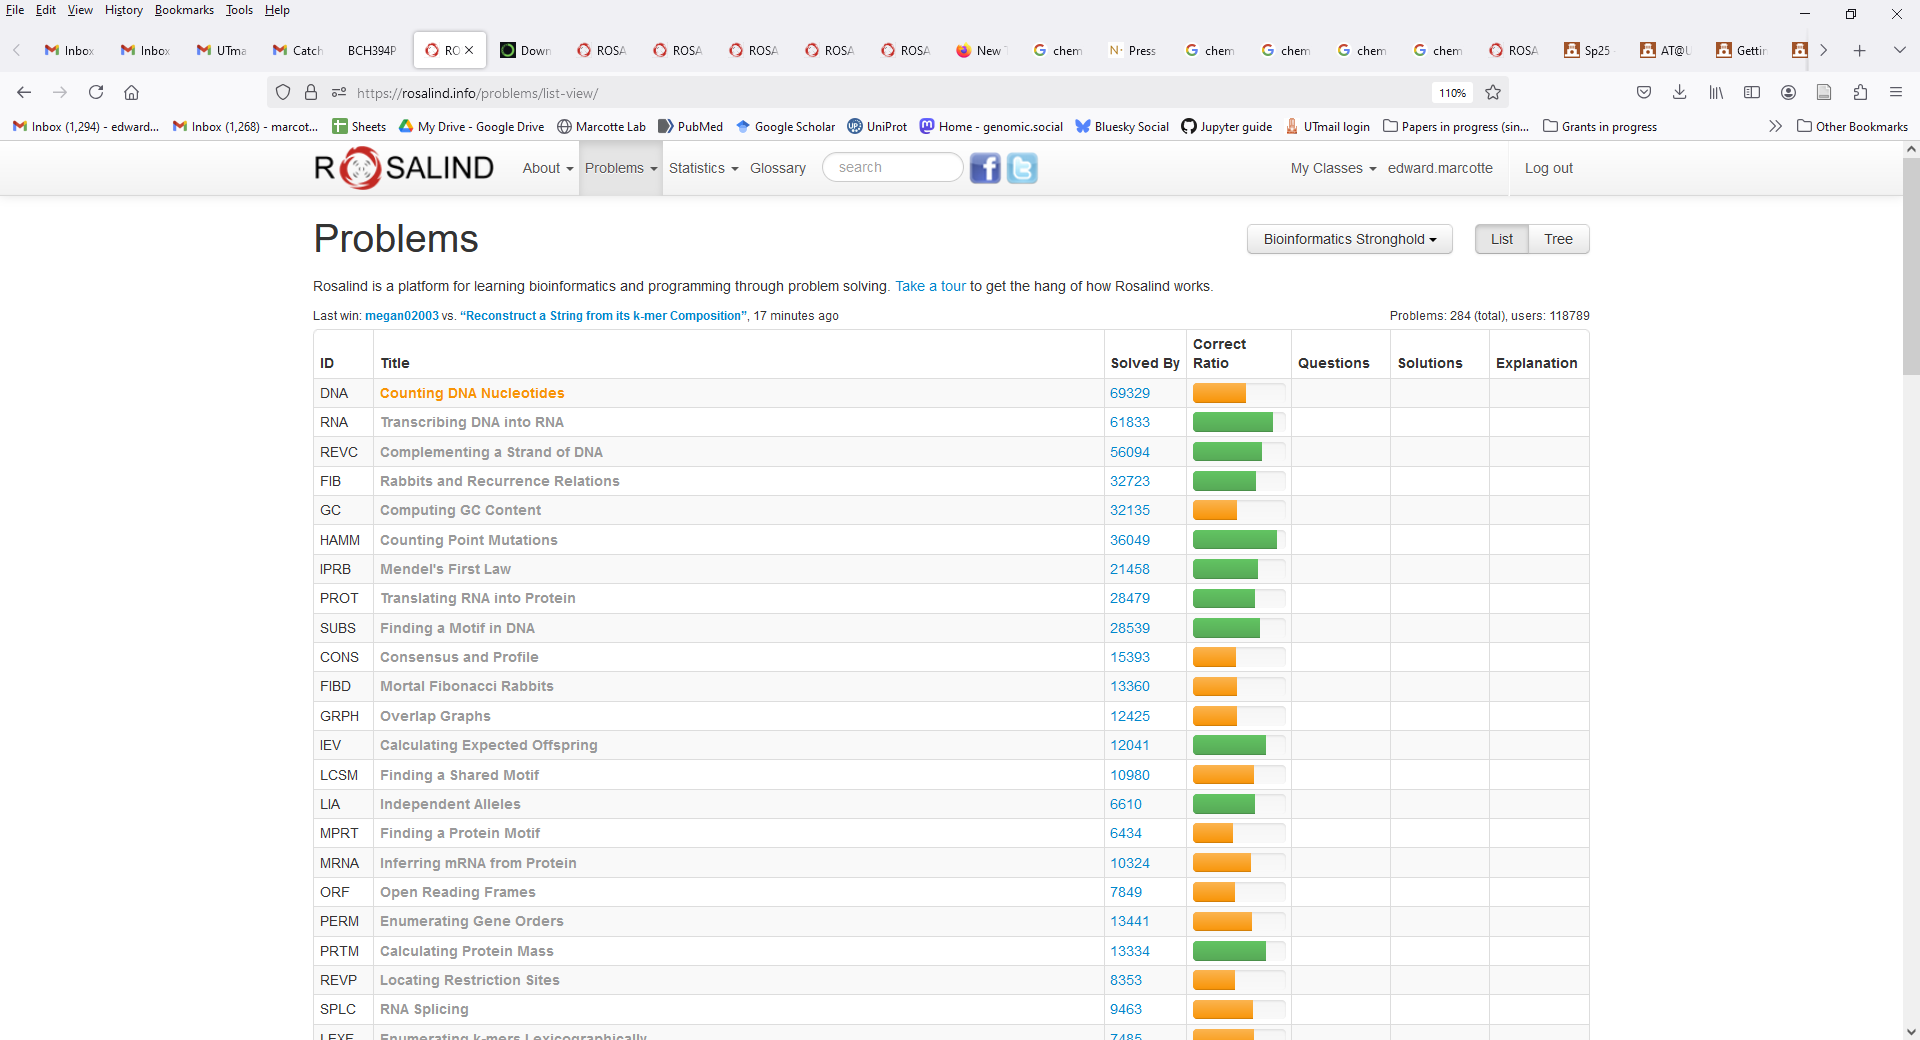 File Edit View History Bookmarks Tools Help
Inbox Inbox UTma Catch BCH394P RO Down ROSA ROSA ROSA ROSA ROSA New chem Press chem chem chem ROSA Sp25 AT@U Gettin
https://rosalind.info/problems/list-view/ 110%
Inbox (1,294) - edward... Inbox (1,268) - marcot... Sheets My Drive - Google Drive Marcotte Lab PubMed Google Scholar UniProt Home - genomic.social Bluesky Social Jupyter guide UTmail login Papers in progress (sin... Grants in progress Other Bookmarks
ROSALIND About Problems Statistics Glossary search My Classes edward.marcotte Log out
Problems Bioinformatics Stronghold List Tree
Rosalind is a platform for learning bioinformatics and programming through problem solving. Take a tour to get the hang of how Rosalind works.
Last win: megan02003 vs. “Reconstruct a String from its k-mer Composition”, 17 minutes ago Problems: 284 (total), users: 118789
ID Title Solved By Correct Ratio Questions Solutions Explanation
DNA Counting DNA Nucleotides 69329
RNA Transcribing DNA into RNA 61833
REVC Complementing a Strand of DNA 56094
FIB Rabbits and Recurrence Relations 32723
GC Computing GC Content 32135
HAMM Counting Point Mutations 36049
IPRB Mendel's First Law 21458
PROT Translating RNA into Protein 28479
SUBS Finding a Motif in DNA 28539
CONS Consensus and Profile 15393
FIBD Mortal Fibonacci Rabbits 13360
GRPH Overlap Graphs 12425
IEV Calculating Expected Offspring 12041
LCSM Finding a Shared Motif 10980
LIA Independent Alleles 6610
MPRT Finding a Protein Motif 6434
MRNA Inferring mRNA from Protein 10324
ORF Open Reading Frames 7849
PERM Enumerating Gene Orders 13441
PRTM Calculating Protein Mass 13334
REVP Locating Restriction Sites 8353
SPLC RNA Splicing 9463
LEXF Enumerating k-mers Lexicographically 7485